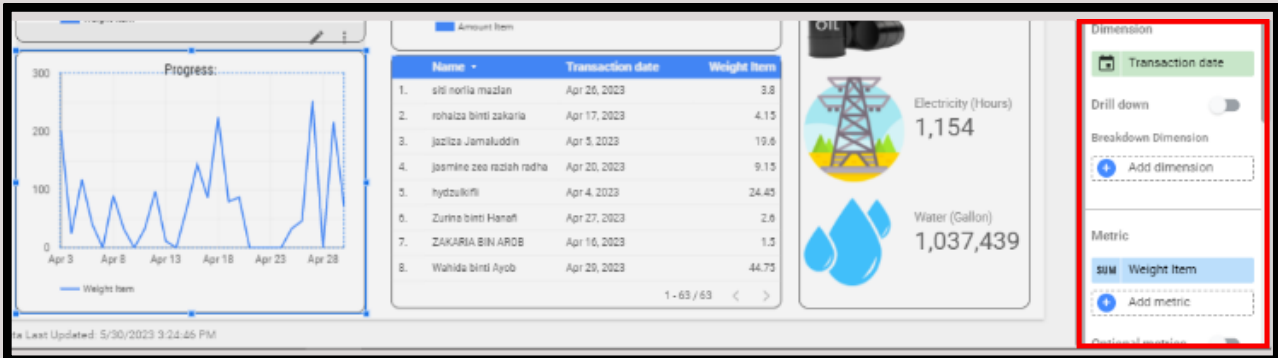 Weight Item
Progress:
300
200
100
0
Apr 3 Apr 8 Apr 13 Apr 18 Apr 23 Apr 28
Weight Item
Amount Item
Name Transaction date Weight Item
1. siti norlia mazlan Apr 26, 2023 3.8
2. rohaiza binti zakaria Apr 17, 2023 4.15
3. jazliza Jamaluddin Apr 5, 2023 19.6
4. jasmine zee raziah radha Apr 20, 2023 9.15
5. hydzulkifli Apr 4, 2023 24.45
6. Zurina binti Hanafi Apr 27, 2023 2.6
7. ZAKARIA BIN AROB Apr 16, 2023 1.5
8. Wahida binti Ayob Apr 29, 2023 44.75
1 - 63 / 63 < >
OIL
Electricity (Hours)
1,154
Water (Gallon)
1,037,439
Dimension
Transaction date
Drill down
Breakdown Dimension
Add dimension
Metric
SUM Weight Item
Add metric
Optional metrics
ta Last Updated: 5/30/2023 3:24:46 PM